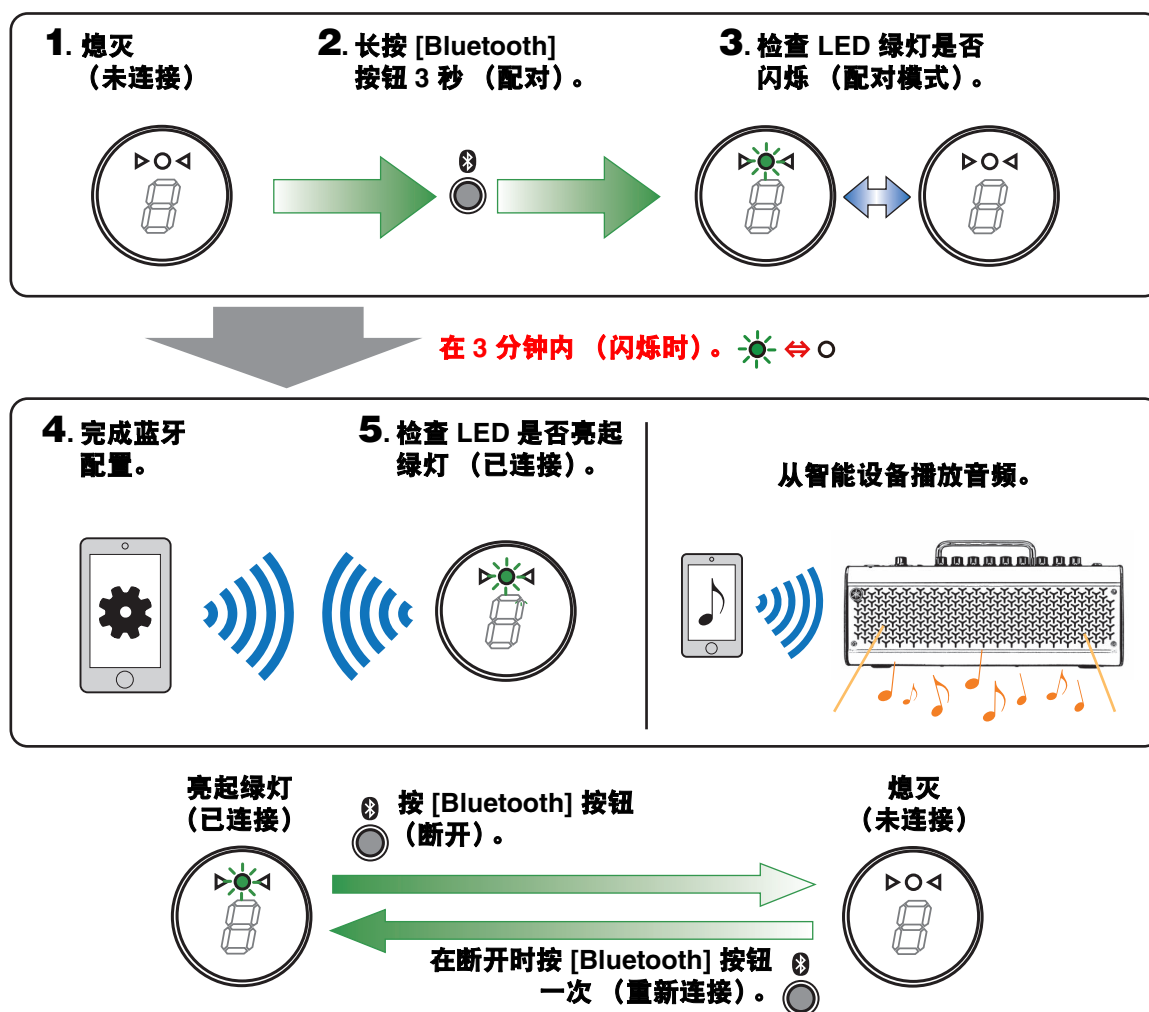 1. 熄灭
（未连接）
2. 长按 [Bluetooth]
按钮 3 秒 （配对）。
3. 检查 LED 绿灯是否
闪烁 （配对模式）。
在 3 分钟内 （闪烁时）。
4. 完成蓝牙
配置。
5. 检查 LED 是否亮起
绿灯 （已连接）。
从智能设备播放音频。
亮起绿灯
（已连接）
按 [Bluetooth] 按钮
（断开）。
熄灭
（未连接）
在断开时按 [Bluetooth] 按钮
一次 （重新连接）。